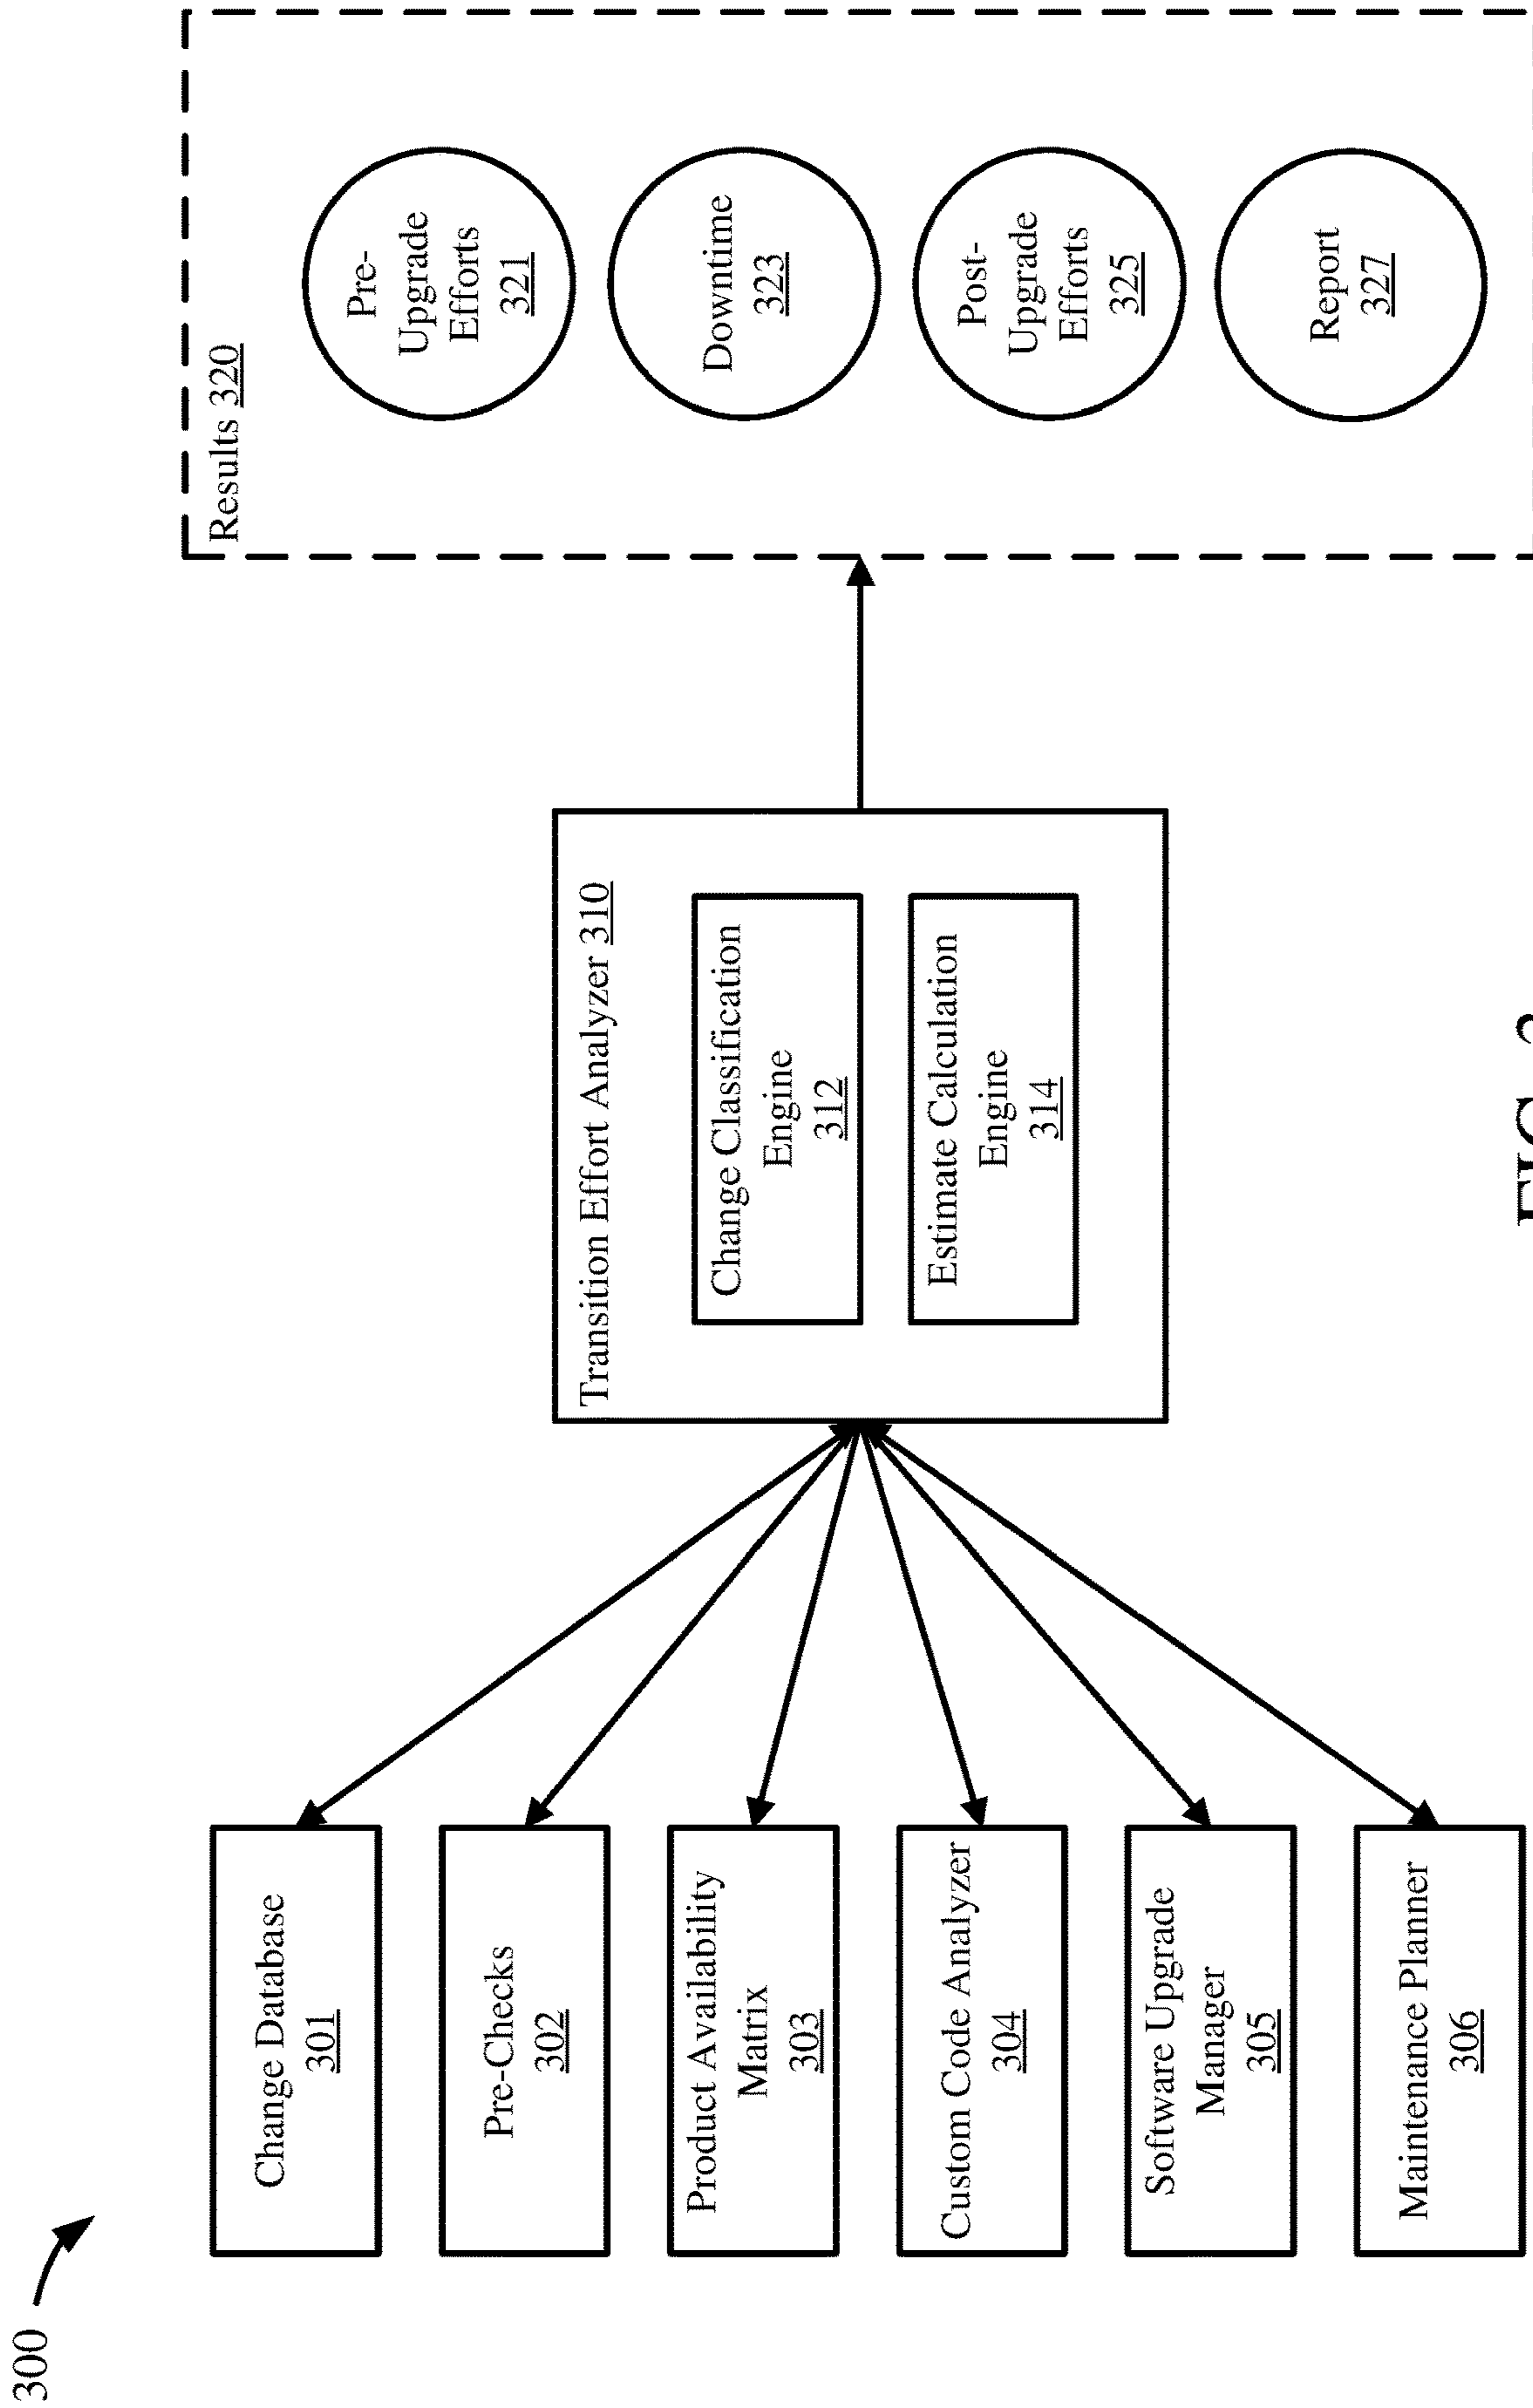 300
Change Database
301
Pre-Checks
302
Product Availability
Matrix
303
Custom Code Analyzer
304
Software Upgrade
Manager
305
Maintenance Planner
306
Transition Effort Analyzer 310
Change Classification
Engine
312
Estimate Calculation
Engine
314
Results 320
Pre-
Upgrade
Efforts
321
Downtime
323
Post-
Upgrade
Efforts
325
Report
327
FIG.